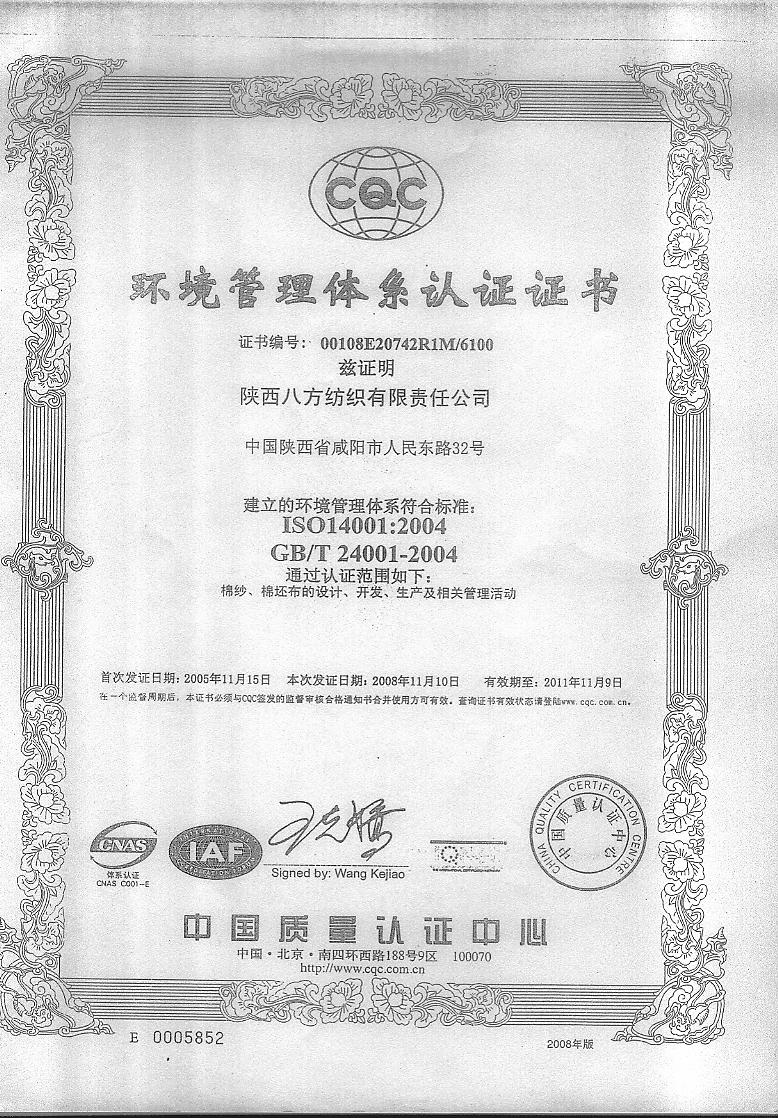 CQC
环境管理体系认证证书
证书编号: 00108E20742R1M/6100
兹证明
陕西八方纺织有限责任公司
中国陕西省咸阳市人民东路32号
建立的环境管理体系符合标准:
ISO14001:2004
GB/T 24001-2004
通过认证范围如下:
棉纱、棉坯布的设计、开发、生产及相关管理活动
首次发证日期: 2005年11月15日 本次发证日期: 2008年11月10日 有效期至: 2011年11月9日
在一个监督周期后, 本证书必须与CQC签发的监督审核合格通知书合并使用方可有效。查询证书有效状态请登陆www.cqc.com.cn。
CNAS
体系认证
CNAS C001-E
IAF
Signed by: Wang Kejiao
CHINA QUALITY CERTIFICATION CENTRE
中国质量认证中心
中国质量认证中心
中国·北京·南四环西路188号9区 100070
http://www.cqc.com.cn
E 0005852
2008年版